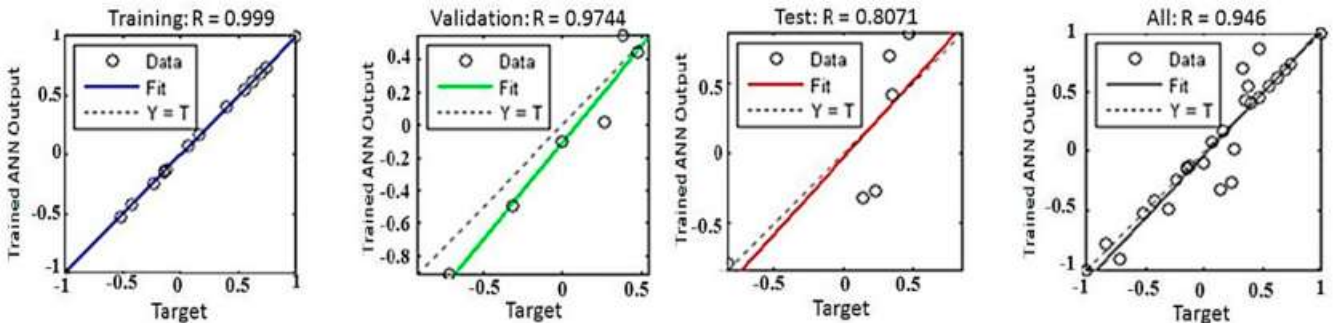 Training: R = 0.999
Trained ANN Output
1
0.5
0
-0.5
-1
Data
Fit
Y = T
-1
-0.5
0
0.5
1
Target
Validation: R = 0.9744
Trained ANN Output
0.4
0.2
0
-0.2
-0.4
-0.6
-0.8
Data
Fit
Y = T
-0.5
0
0.5
Target
Test: R = 0.8071
Trained ANN Output
0.5
0
-0.5
Data
Fit
Y = T
-0.5
0
0.5
Target
All: R = 0.946
Trained ANN Output
1
0.5
0
-0.5
-1
Data
Fit
Y = T
-1
-0.5
0
0.5
1
Target